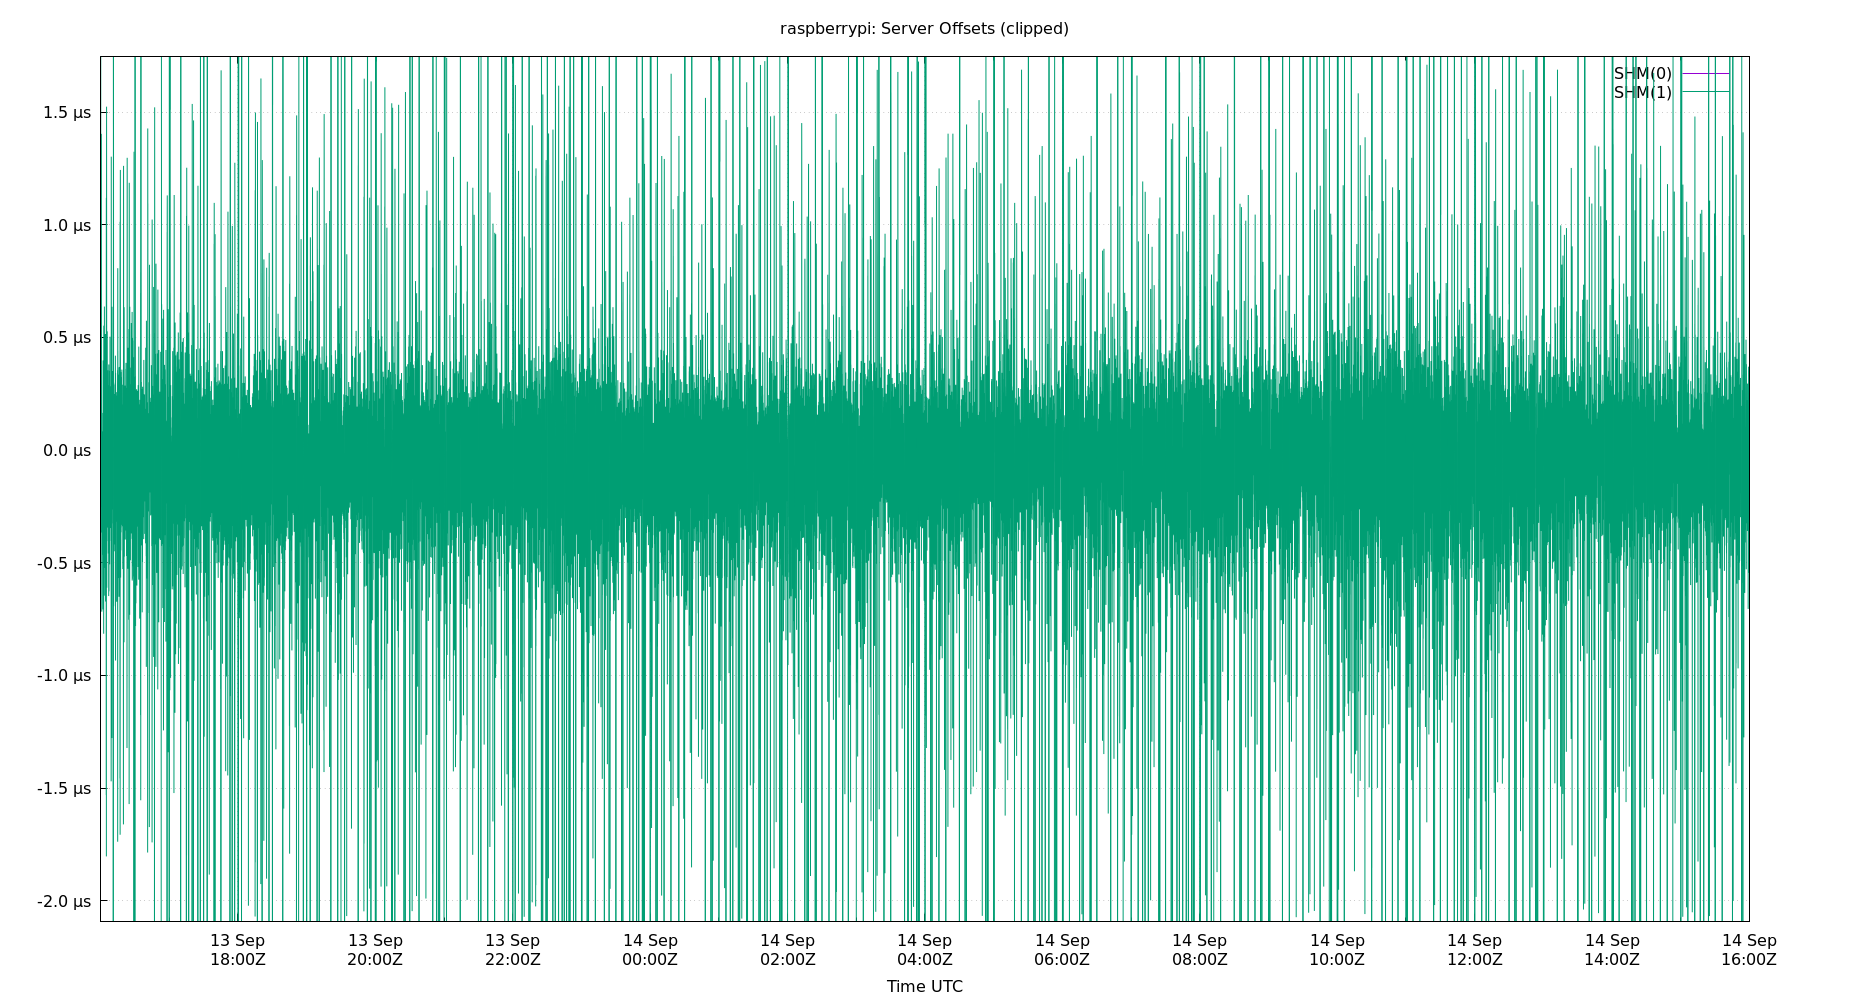 raspberrypi: Server Offsets (clipped)
SHM(0)
SHM(1)
1.5 µs
1.0 µs
0.5 µs
0.0 µs
-0.5 µs
-1.0 µs
-1.5 µs
-2.0 µs
13 Sep 13 Sep 13 Sep 14 Sep 14 Sep 14 Sep 14 Sep 14 Sep 14 Sep 14 Sep 14 Sep 14 Sep
18:00Z 20:00Z 22:00Z 00:00Z 02:00Z 04:00Z 06:00Z 08:00Z 10:00Z 12:00Z 14:00Z 16:00Z
Time UTC